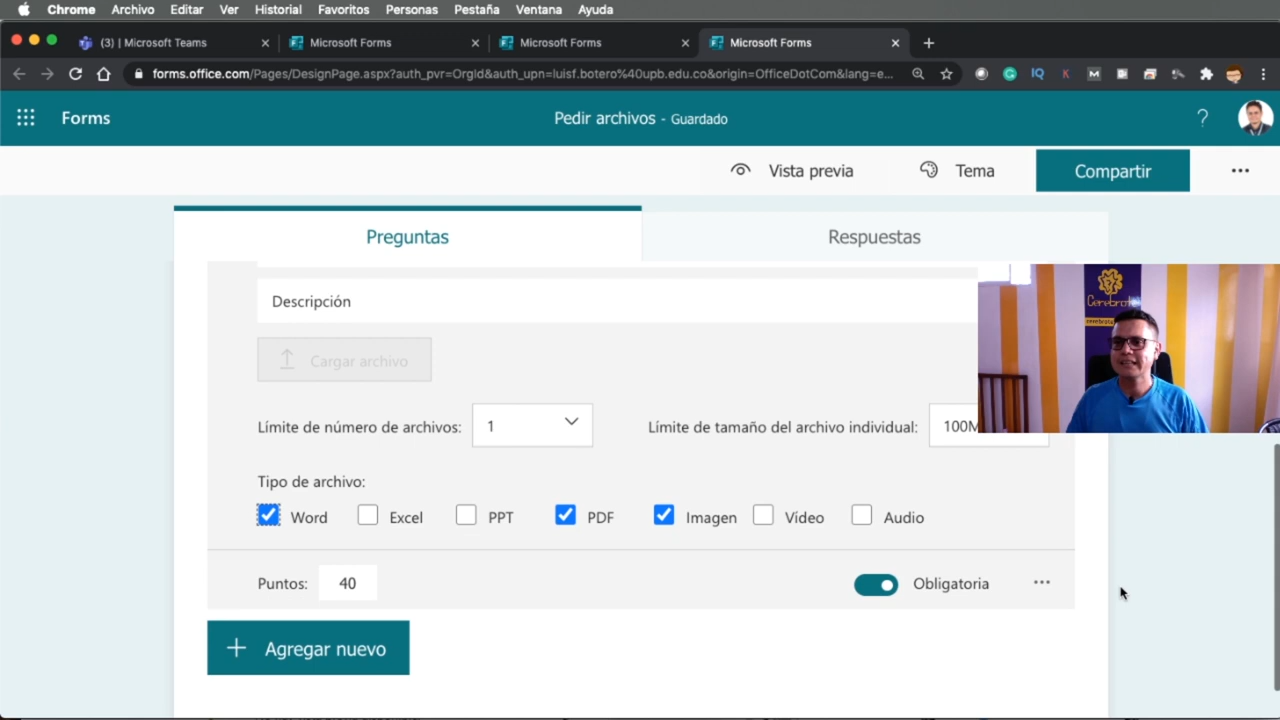 Chrome Archivo Editar Ver Historial Favoritos Personas Pestaña Ventana Ayuda
(3) | Microsoft Teams Microsoft Forms Microsoft Forms Microsoft Forms
forms.office.com/Pages/DesignPage.aspx?auth_pvr=OrgId&auth_upn=luisf.botero%40upb.edu.co&origin=OfficeDotCom&lang=e...
Forms Pedir archivos - Guardado ?
Vista previa Tema Compartir ...
Preguntas Respuestas
Descripción
Cargar archivo
Límite de número de archivos: 1 Límite de tamaño del archivo individual: 100M
Tipo de archivo:
Word Excel PPT PDF Imagen Vídeo Audio
Puntos: 40 Obligatoria ...
+ Agregar nuevo